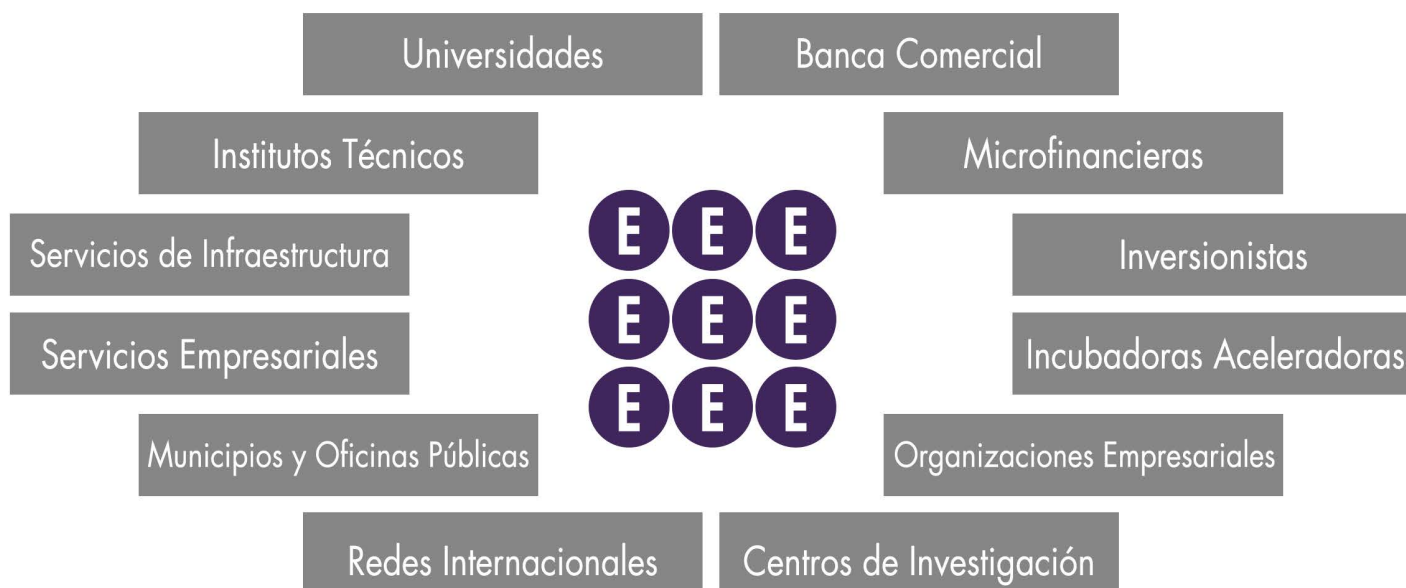 Universidades
Banca Comercial
Institutos Técnicos
Microfinancieras
E E E
Servicios de Infraestructura
Inversionistas
E E E
Servicios Empresariales
Incubadoras Aceleradoras
E E E
Municipios y Oficinas Públicas
Organizaciones Empresariales
Redes Internacionales
Centros de Investigación